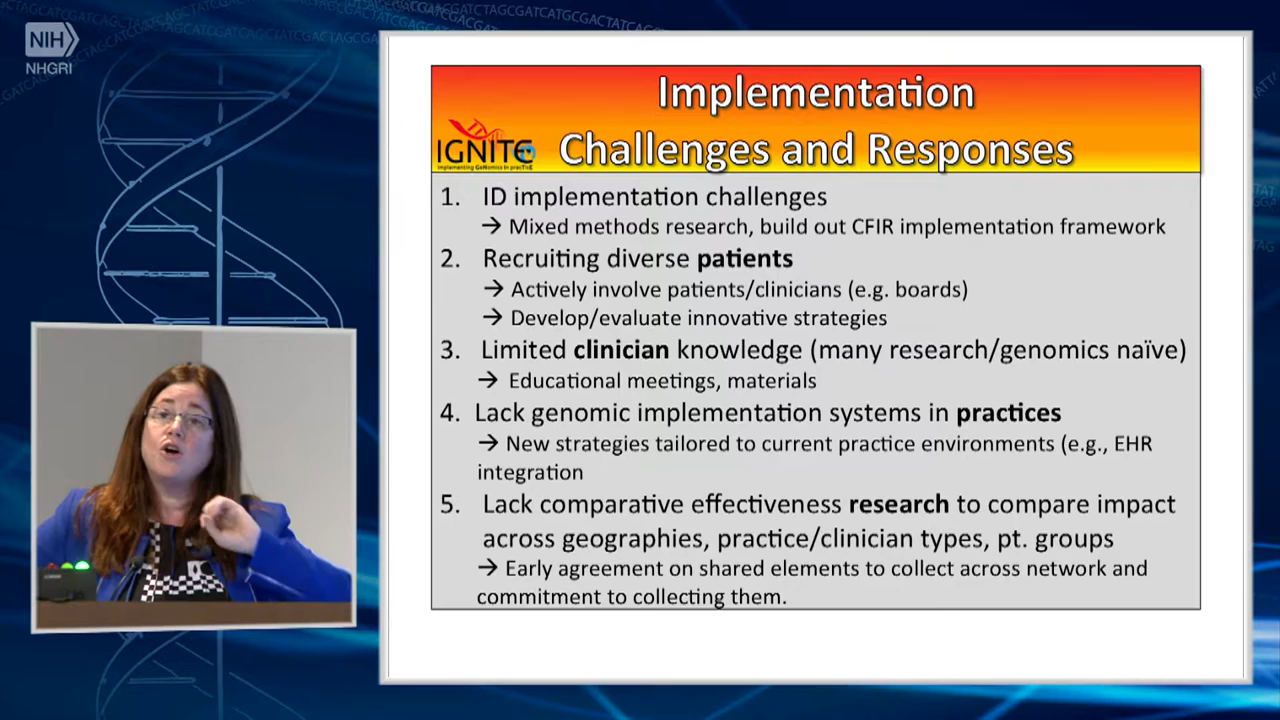 NIH
NHGRI
Implementation
Challenges and Responses
IGNITE
Implementing GeNomics In pracTicE
1. ID implementation challenges
→ Mixed methods research, build out CFIR implementation framework
2. Recruiting diverse patients
→ Actively involve patients/clinicians (e.g. boards)
→ Develop/evaluate innovative strategies
3. Limited clinician knowledge (many research/genomics naïve)
→ Educational meetings, materials
4. Lack genomic implementation systems in practices
→ New strategies tailored to current practice environments (e.g., EHR
integration
5. Lack comparative effectiveness research to compare impact
across geographies, practice/clinician types, pt. groups
→ Early agreement on shared elements to collect across network and
commitment to collecting them.